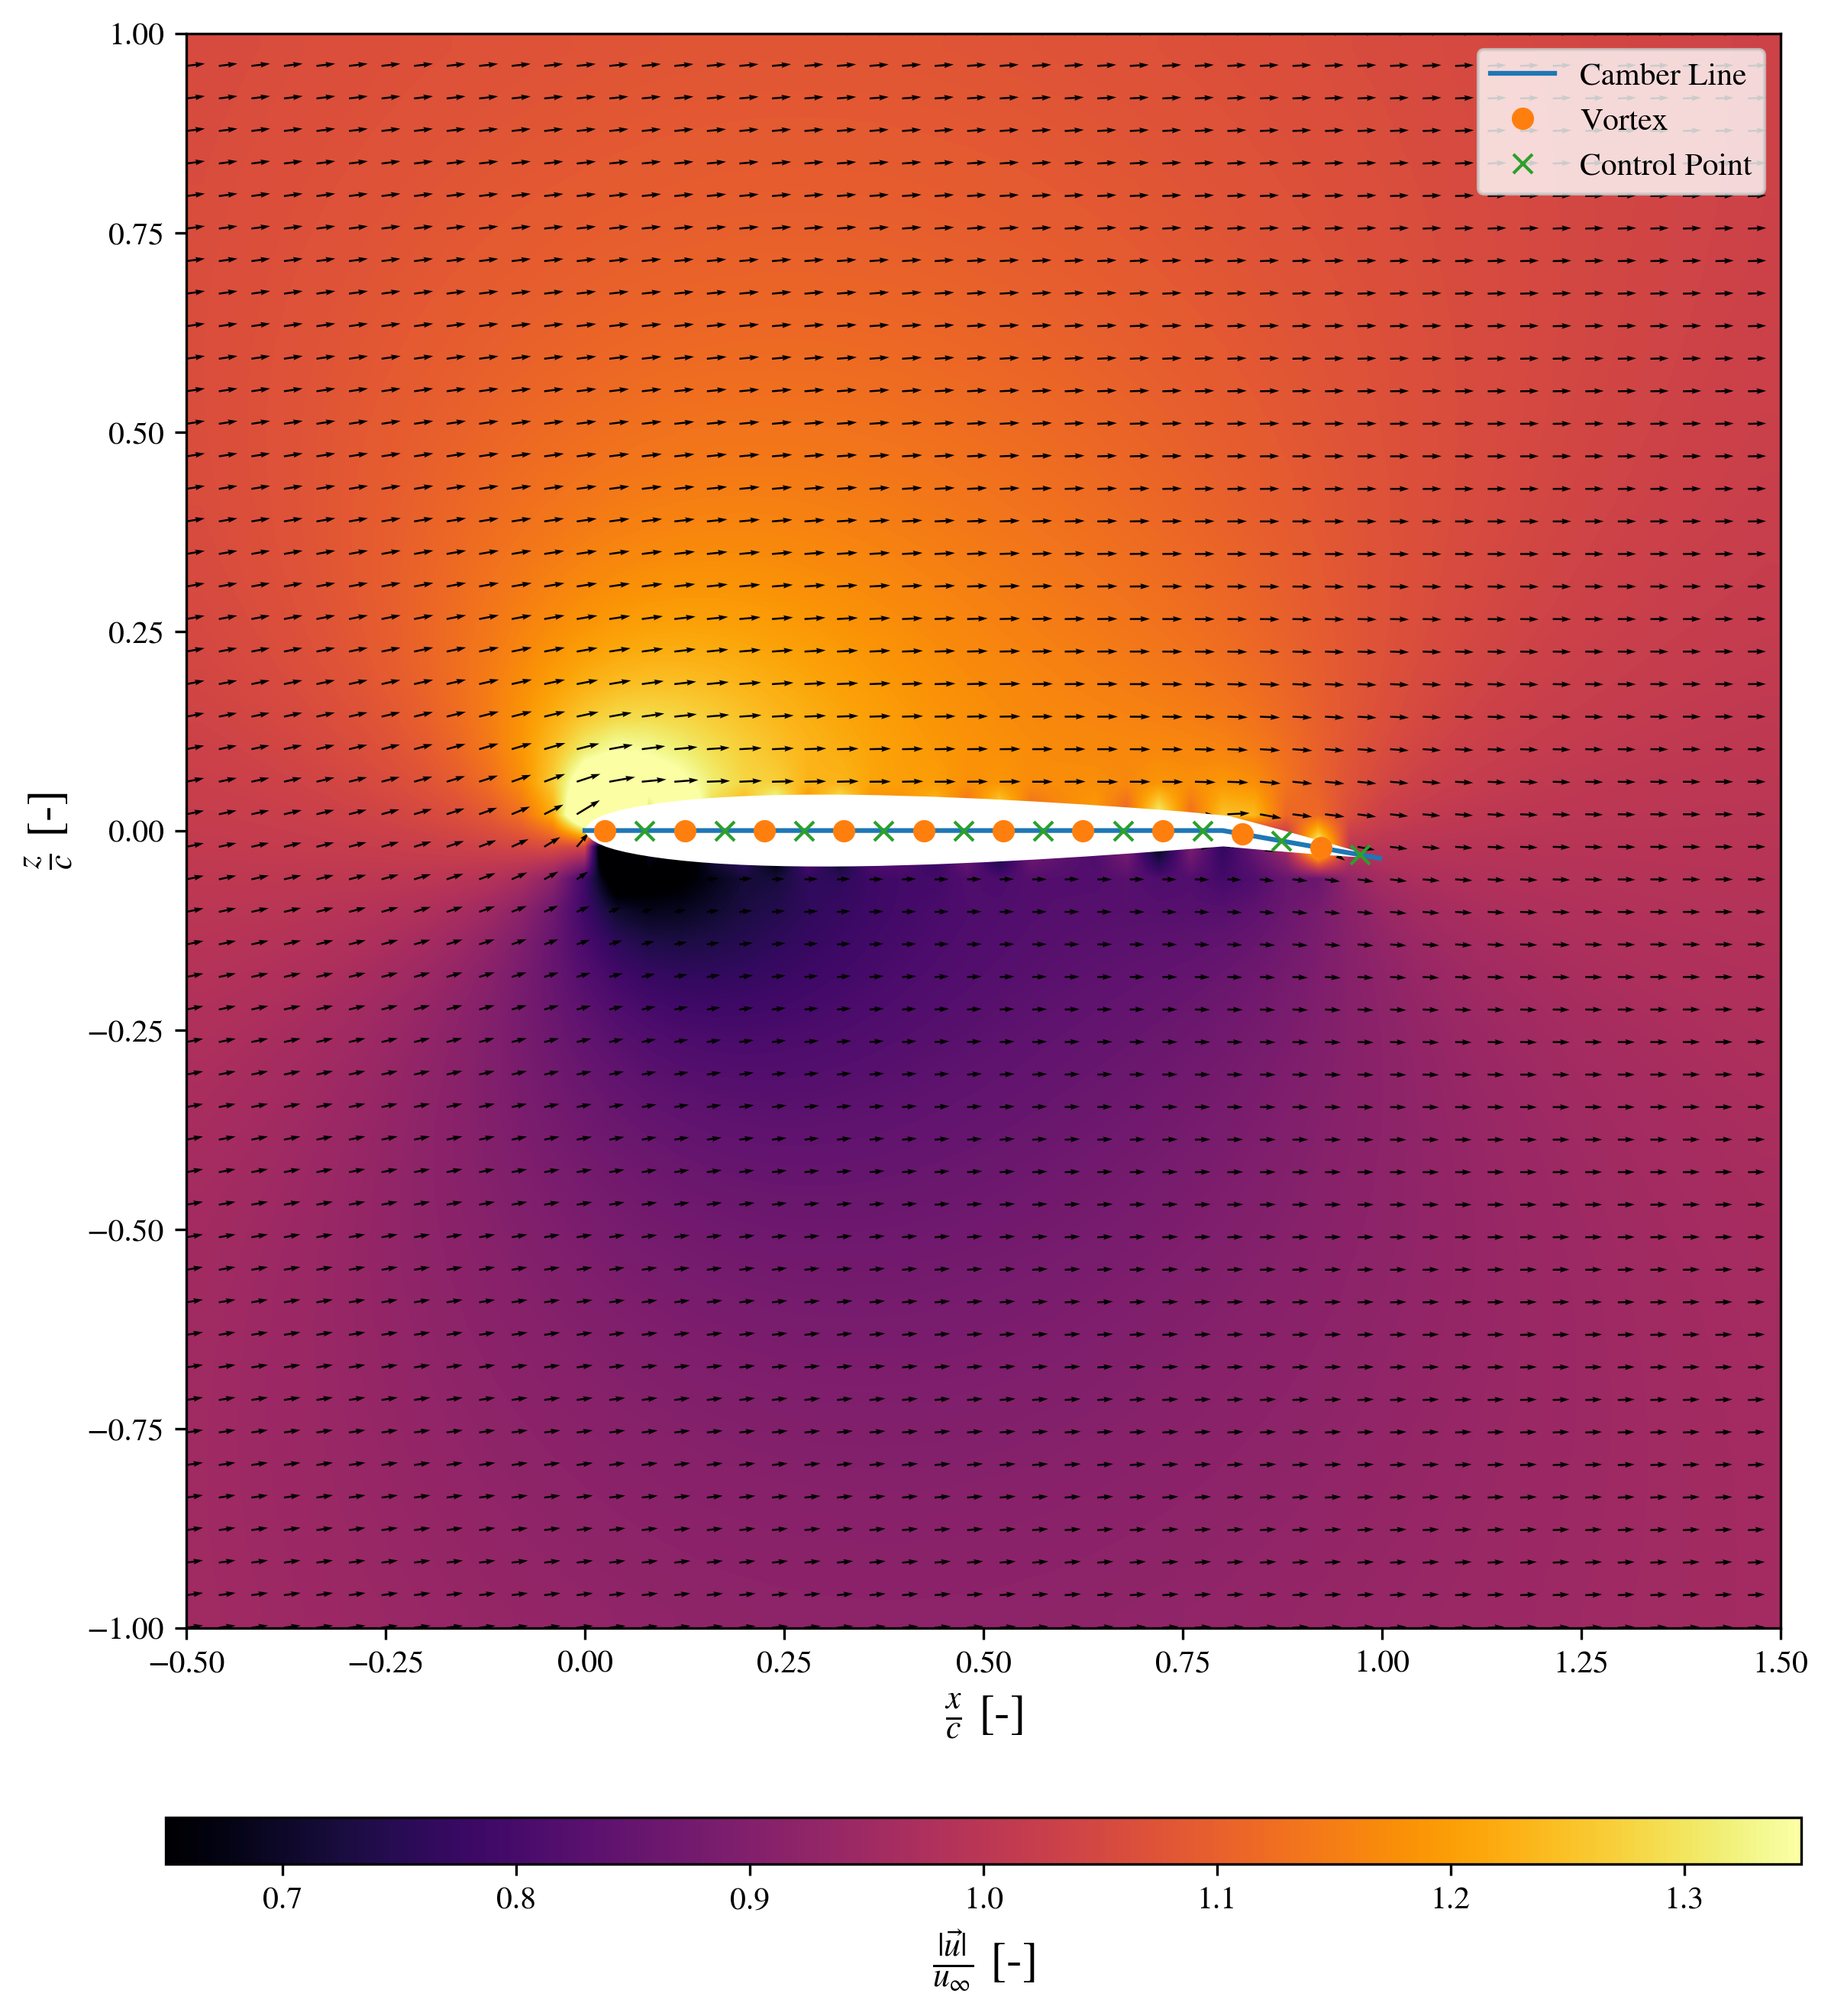 1.00
0.75
0.50
0.25
0.00
−0.25
−0.50
−0.75
−1.00
z/c [-]
Camber Line
Vortex
Control Point
−0.50 −0.25 0.00 0.25 0.50 0.75 1.00 1.25 1.50
x/c [-]
0.7 0.8 0.9 1.0 1.1 1.2 1.3
|u⃗|/u∞ [-]